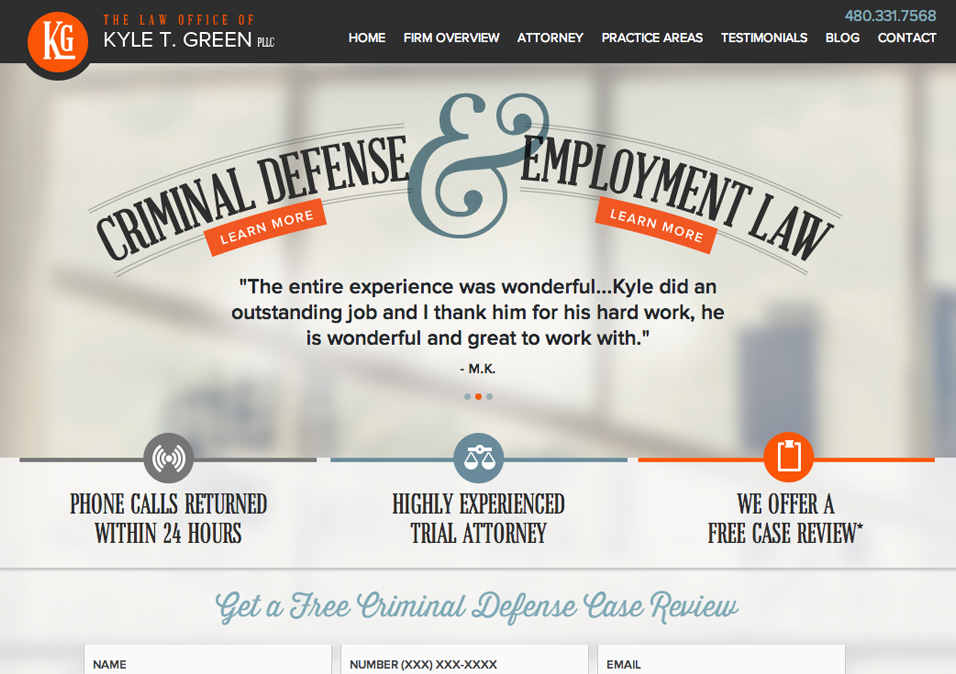 KG
THE LAW OFFICE OF
KYLE T. GREEN PLLC
480.331.7568
HOME FIRM OVERVIEW ATTORNEY PRACTICE AREAS TESTIMONIALS BLOG CONTACT
CRIMINAL DEFENSE & EMPLOYMENT LAW
LEARN MORE
LEARN MORE
"The entire experience was wonderful...Kyle did an
outstanding job and I thank him for his hard work, he
is wonderful and great to work with."
- M.K.
PHONE CALLS RETURNED
WITHIN 24 HOURS
HIGHLY EXPERIENCED
TRIAL ATTORNEY
WE OFFER A
FREE CASE REVIEW*
Get a Free Criminal Defense Case Review
NAME
NUMBER (XXX) XXX-XXXX
EMAIL